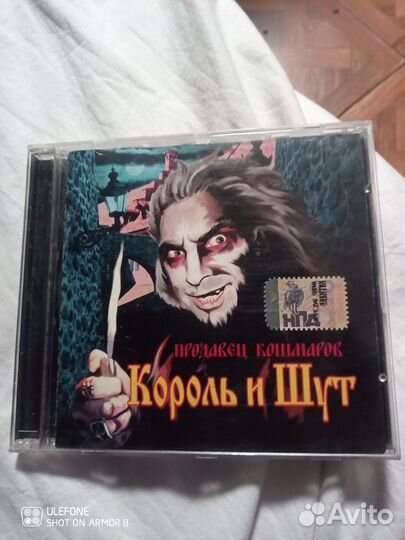 ПРОДАВЕЦ КОШМАРОВ
КОРОЛЬ И ШУТ
НПА
ULEFONE
SHOT ON ARMOR 8
Avito